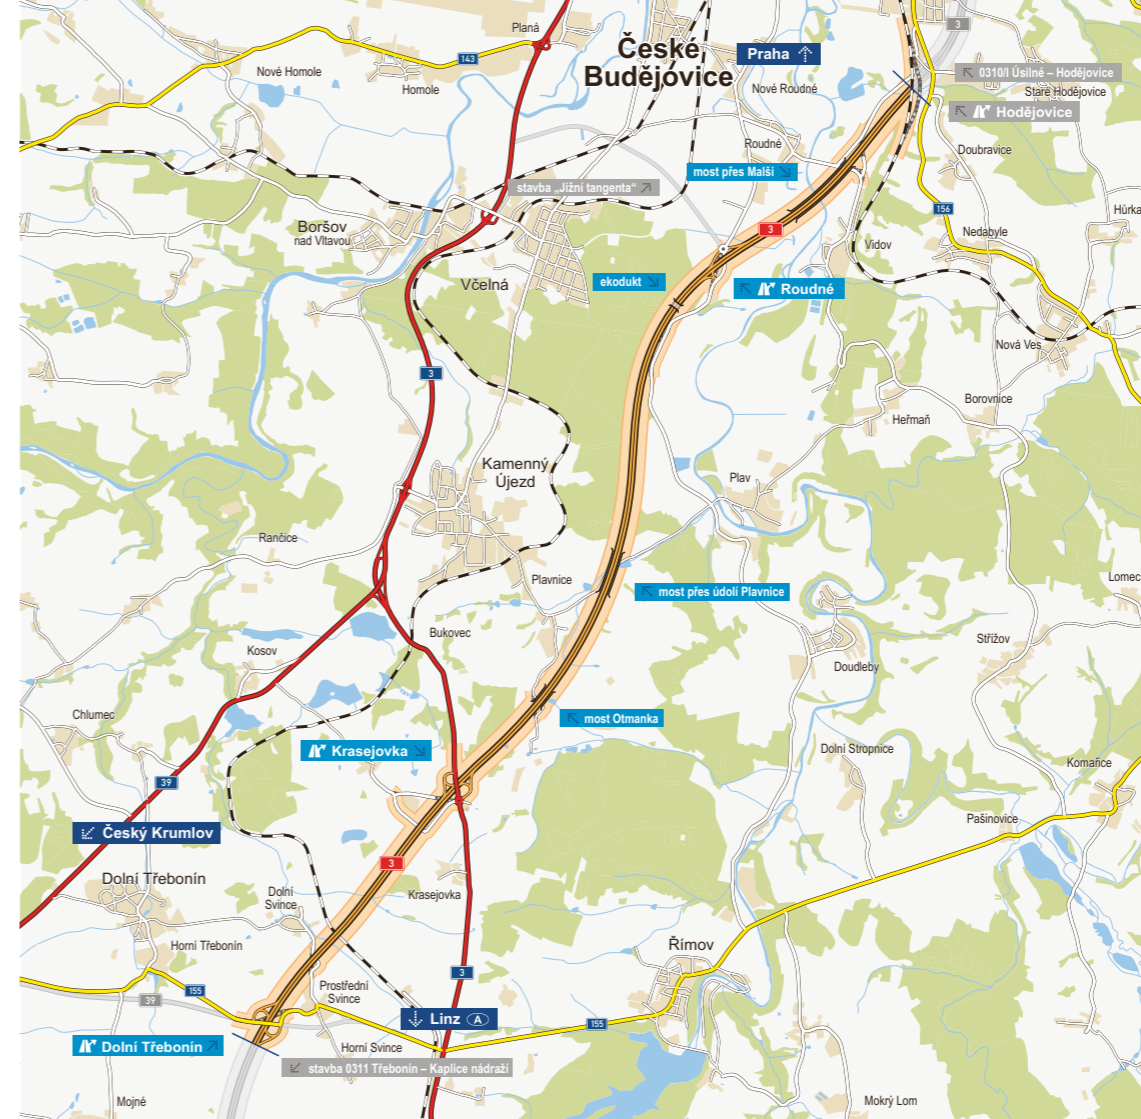 Planá
České
Budějovice
Praha
3
143
Nové Homole
Homole
Nové Roudné
0310/I Úsilné – Hodějovice
Staré Hodějovice
Hodějovice
Roudné
Doubravice
most přes Malši
stavba „Jižní tangenta“
156
Hůrka
Boršov
nad Vltavou
3
Nedabyle
Vidov
Včelná
ekodukt
Roudné
Nová Ves
3
Borovnice
Heřmaň
Kamenný
Újezd
Plav
Rančice
Plavnice
Lomec
most přes údolí Plavnice
Bukovec
Střížov
Kosov
Doudleby
Chlumec
most Otmanka
Krasejovka
Dolní Stropnice
Komařice
39
Pašinovice
Český Krumlov
3
Dolní Třebonín
Dolní
Svince
Krasejovka
Horní Třebonín
Římov
3
155
39
Prostřední
Svince
Linz A
155
Dolní Třebonín
Horní Svince
stavba 0311 Třebonín – Kaplice nádraží
Mojné
Mokrý Lom